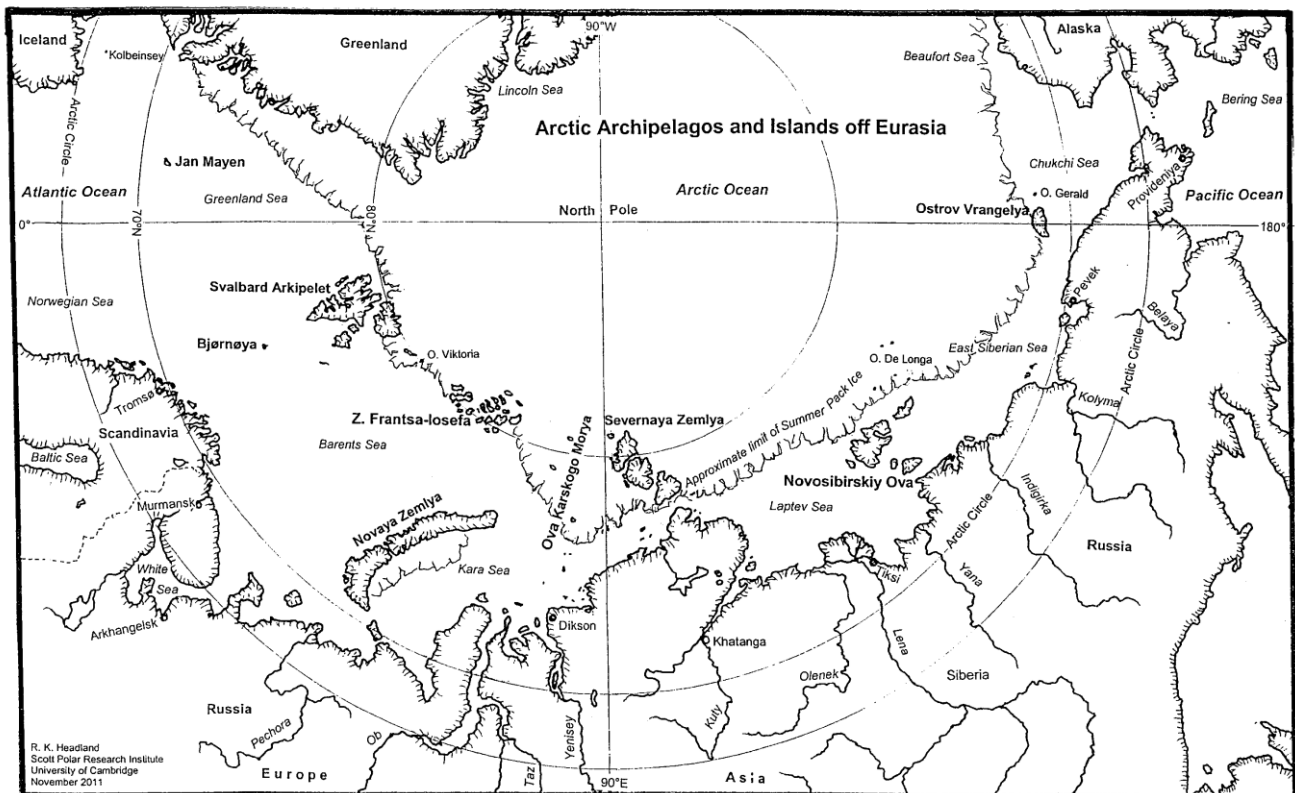 Iceland
*Kolbeinsey
Greenland
90°W
Alaska
Beaufort Sea
Lincoln Sea
Bering Sea
Arctic Circle
Arctic Archipelagos and Islands off Eurasia
Jan Mayen
Chukchi Sea
Provideniya
Atlantic Ocean
Greenland Sea
Arctic Ocean
O. Gerald
Pacific Ocean
70°N
80°N
North Pole
Ostrov Vrangelya
0°
180°
Svalbard Arkipelet
Norwegian Sea
Pevek
Belaya
Bjørnøya
O. Viktoria
O. De Longa
East Siberian Sea
Arctic Circle
Tromsø
Kolyma
Z. Frantsa-Iosefa
Severnaya Zemlya
Approximate limit of Summer Pack Ice
Scandinavia
Barents Sea
Ova Karskogo Morya
Baltic Sea
Novosibirskiy Ova
Indigirka
Murmansk
Novaya Zemlya
Laptev Sea
Arctic Circle
Russia
White
Sea
Kara Sea
Tiksi
Yana
Arkhangelsk
Dikson
Khatanga
Lena
Olenek
Siberia
Russia
Pechora
Ob
Kuty
Yenisey
Taz
R. K. Headland
Scott Polar Research Institute
University of Cambridge
November 2011
Europe
90°E
Asia